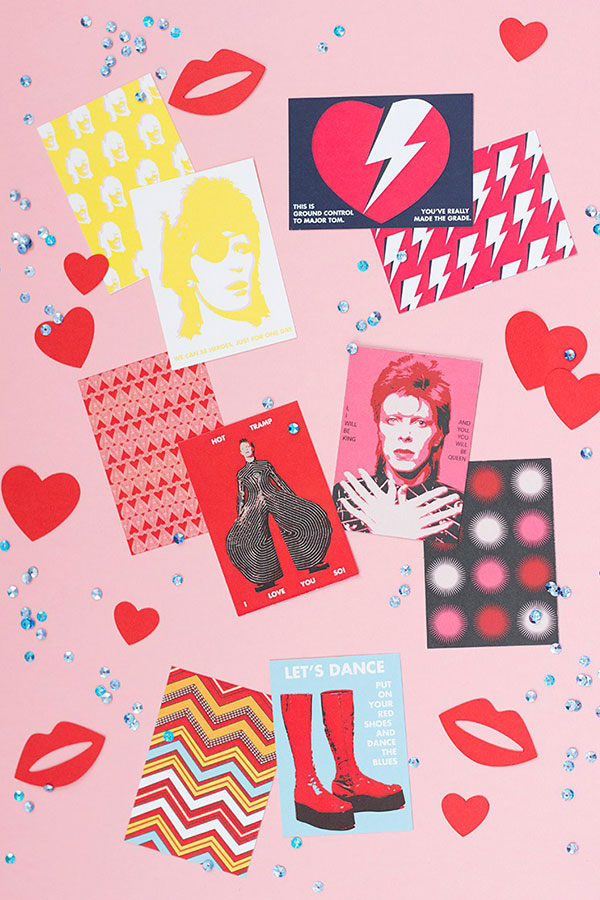 THIS IS
GROUND CONTROL
TO MAJOR TOM.
YOU'VE REALLY
MADE THE GRADE.
WE CAN BE HEROES, JUST FOR ONE DAY
HOT TRAMP
I LOVE YOU SO!
I,
I
WILL
BE
KING
AND
YOU,
YOU
WILL
BE
QUEEN
LET'S DANCE
PUT
ON
YOUR
RED
SHOES
AND
DANCE
THE
BLUES